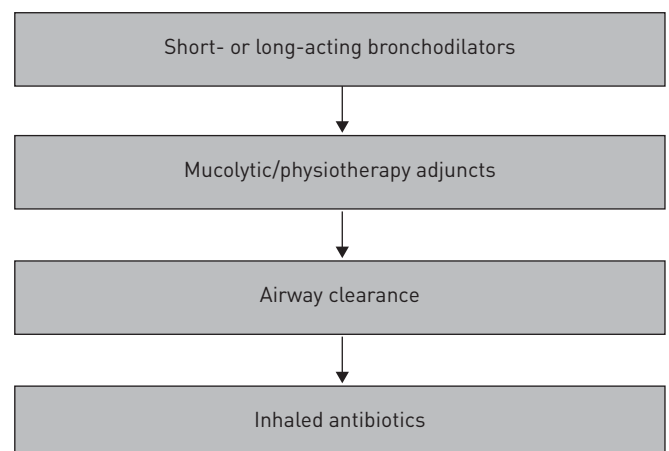 Short- or long-acting bronchodilators
Mucolytic/physiotherapy adjuncts
Airway clearance
Inhaled antibiotics